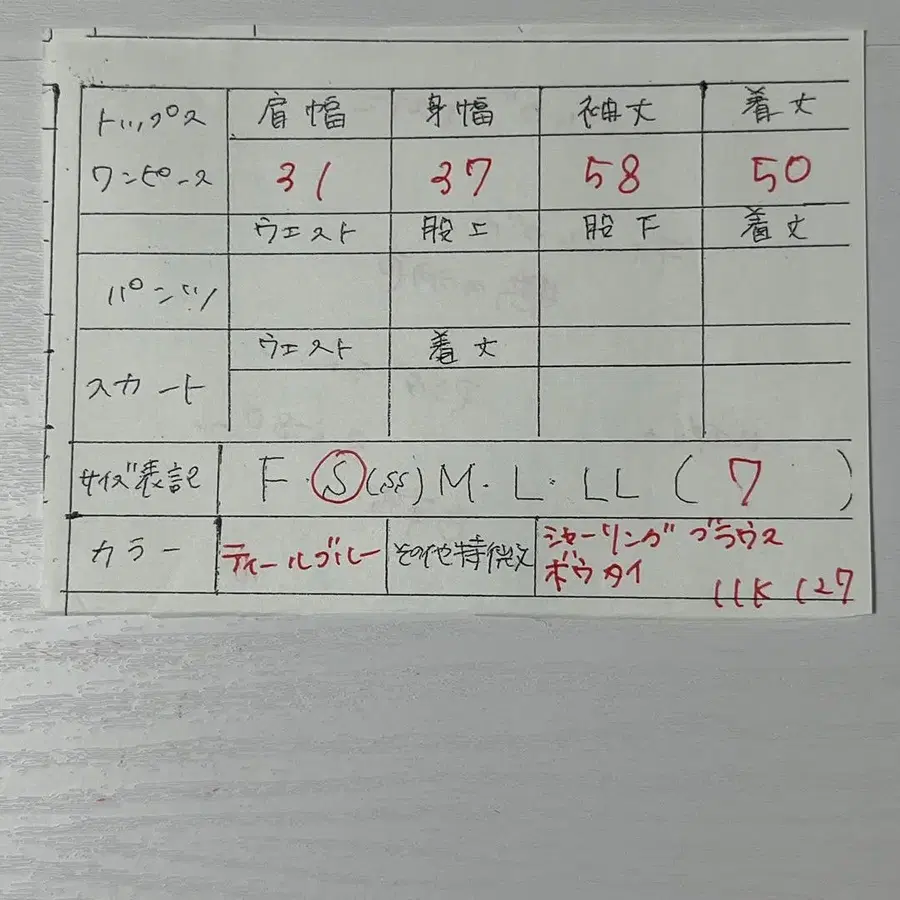 トップス 肩幅 身幅 袖丈 着丈
ワンピース 31 37 58 50
ウエスト 股上 股下 着丈
パンツ
ウエスト 着丈
スカート
サイズ表記 F・S(SS)M・L・LL(7)
カラー ティールブルー その他特徴 シャーリングブラウス
ボウタイ
11K127